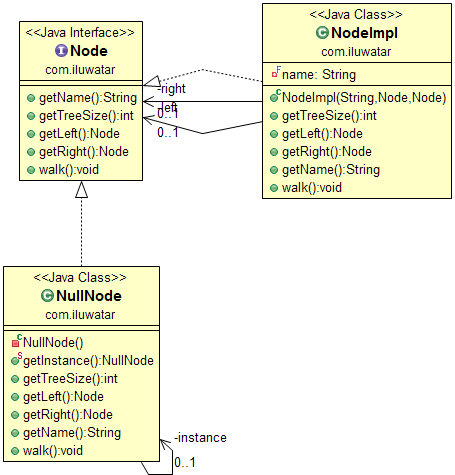 <<Java Interface>>
Node
com.iluwatar
getName():String
getTreeSize():int
getLeft():Node
getRight():Node
walk():void
-right
-left
0..1
0..1
<<Java Class>>
NodeImpl
com.iluwatar
name: String
NodeImpl(String,Node,Node)
getTreeSize():int
getLeft():Node
getRight():Node
getName():String
walk():void
<<Java Class>>
NullNode
com.iluwatar
NullNode()
getInstance():NullNode
getTreeSize():int
getLeft():Node
getRight():Node
getName():String
walk():void
-instance
0..1